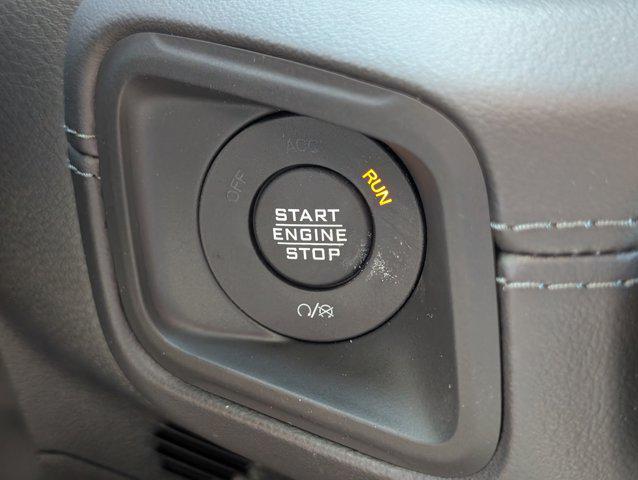 ACC
OFF
RUN
START
ENGINE
STOP